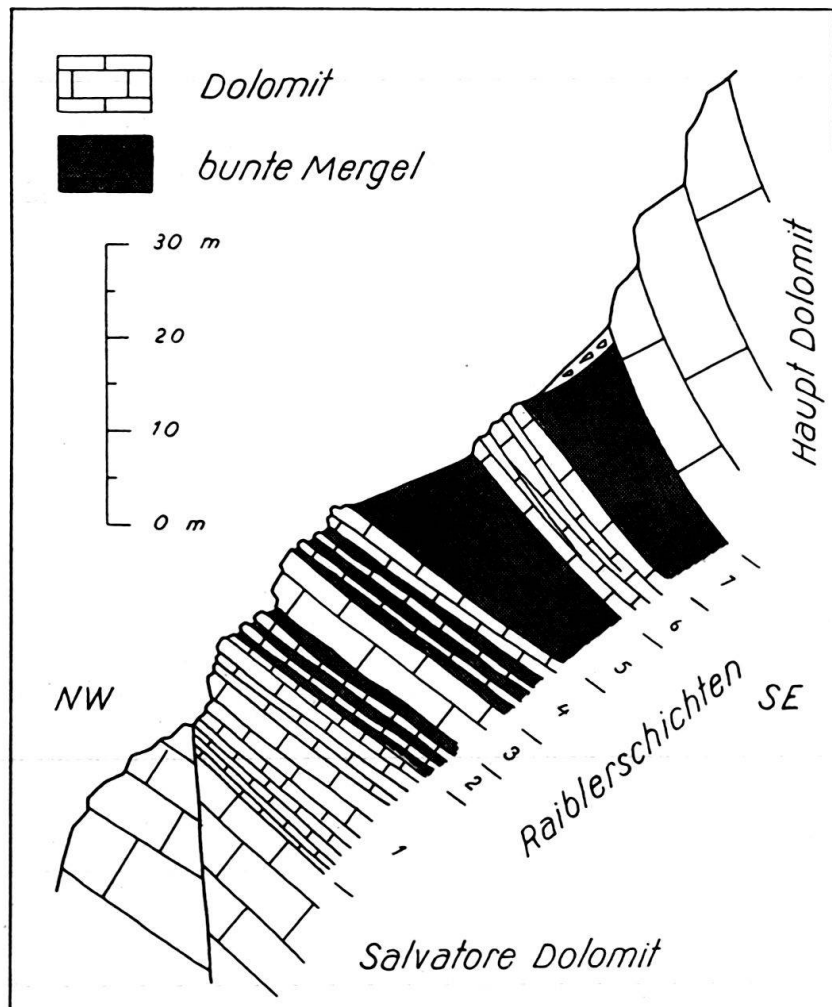 Dolomit
bunte Mergel
30 m
20
10
0 m
Haupt Dolomit
NW
SE
1
2
3
4
5
6
7
Raiblerschichten
Salvatore Dolomit